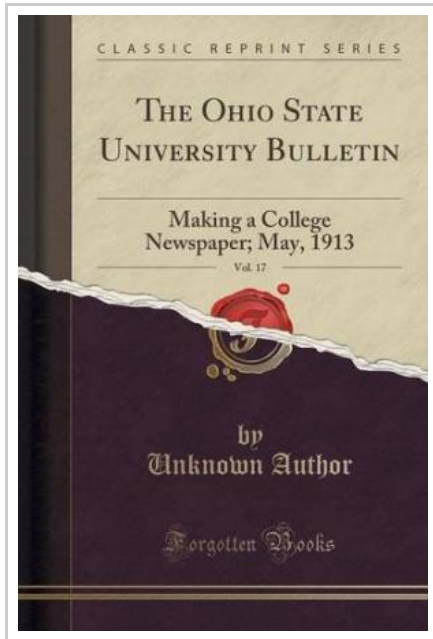 CLASSIC REPRINT SERIES
THE OHIO STATE
UNIVERSITY BULLETIN
Making a College
Newspaper; May, 1913
Vol. 17
by
Unknown Author
Forgotten Books